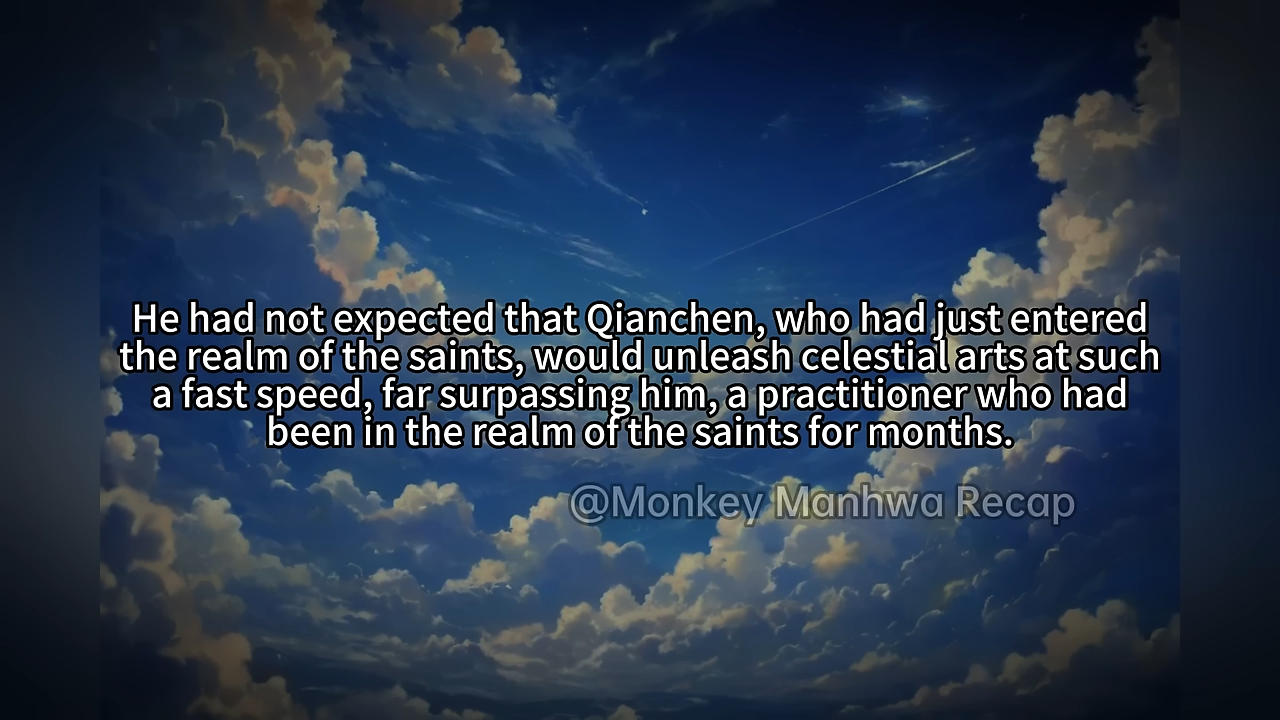 He had not expected that Qianchen, who had just entered
the realm of the saints, would unleash celestial arts at such
a fast speed, far surpassing him, a practitioner who had
been in the realm of the saints for months.
@Monkey Manhwa Recap